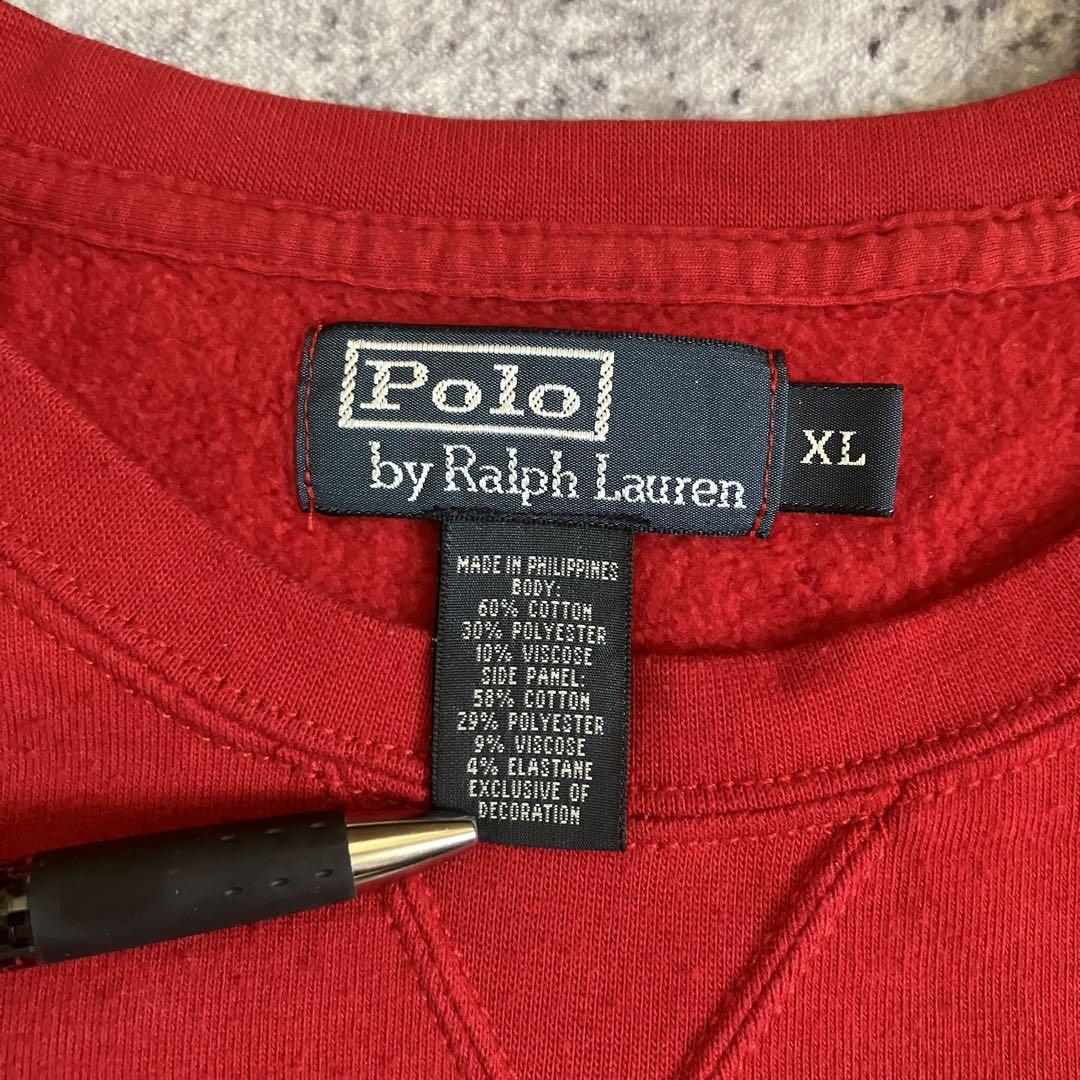 Polo
by Ralph Lauren
XL
MADE IN PHILIPPINES
BODY:
60% COTTON
30% POLYESTER
10% VISCOSE
SIDE PANEL:
58% COTTON
29% POLYESTER
9% VISCOSE
4% ELASTANE
EXCLUSIVE OF
DECORATION